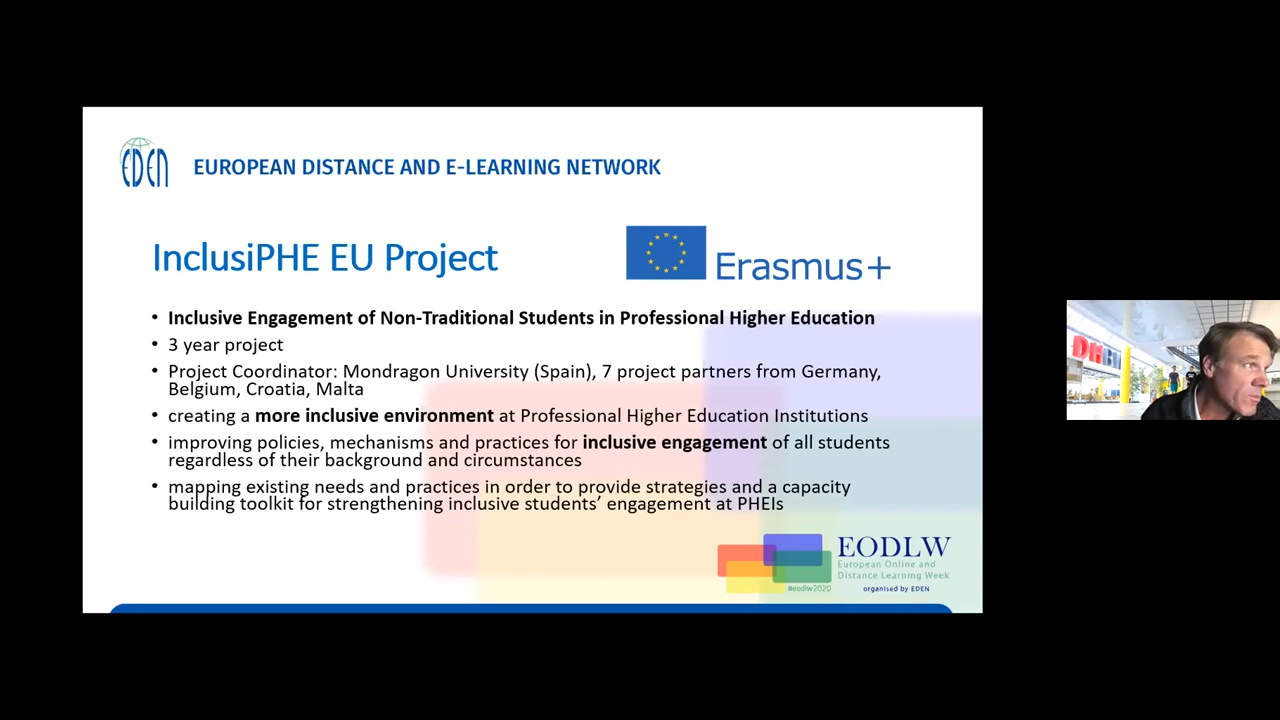 EDEN
EUROPEAN DISTANCE AND E-LEARNING NETWORK
InclusiPHE EU Project
Erasmus+
• Inclusive Engagement of Non-Traditional Students in Professional Higher Education
• 3 year project
• Project Coordinator: Mondragon University (Spain), 7 project partners from Germany,
Belgium, Croatia, Malta
• creating a more inclusive environment at Professional Higher Education Institutions
• improving policies, mechanisms and practices for inclusive engagement of all students
regardless of their background and circumstances
• mapping existing needs and practices in order to provide strategies and a capacity
building toolkit for strengthening inclusive students’ engagement at PHEIs
EODLW
European Online and
Distance Learning Week
#eodlw2020
organised by EDEN